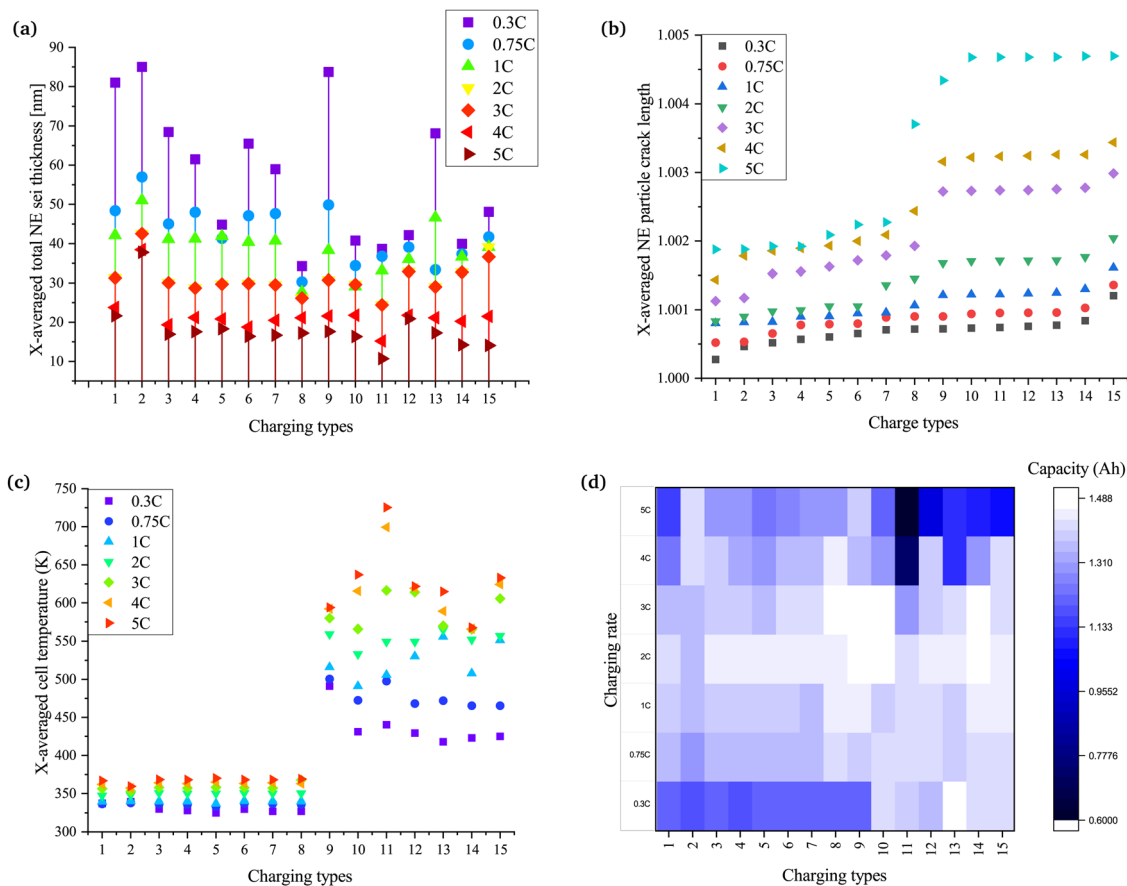 (a)
0.3C
0.75C
1C
2C
3C
4C
5C
X-averaged total NE sei thickness [nm]
90
80
70
60
50
40
30
20
10
1 2 3 4 5 6 7 8 9 10 11 12 13 14 15
Charging types
(b)
0.3C
0.75C
1C
2C
3C
4C
5C
X-averaged NE particle crack length
1.005
1.004
1.003
1.002
1.001
1.000
1 2 3 4 5 6 7 8 9 10 11 12 13 14 15
Charge types
(c)
0.3C
0.75C
1C
2C
3C
4C
5C
X-averaged cell temperature (K)
750
700
650
600
550
500
450
400
350
300
1 2 3 4 5 6 7 8 9 10 11 12 13 14 15
Charging types
(d)
Capacity (Ah)
1.488
1.310
1.133
0.9552
0.7776
0.6000
Charging rate
5C
4C
3C
2C
1C
0.75C
0.3C
1 2 3 4 5 6 7 8 9 10 11 12 13 14 15
Charging types